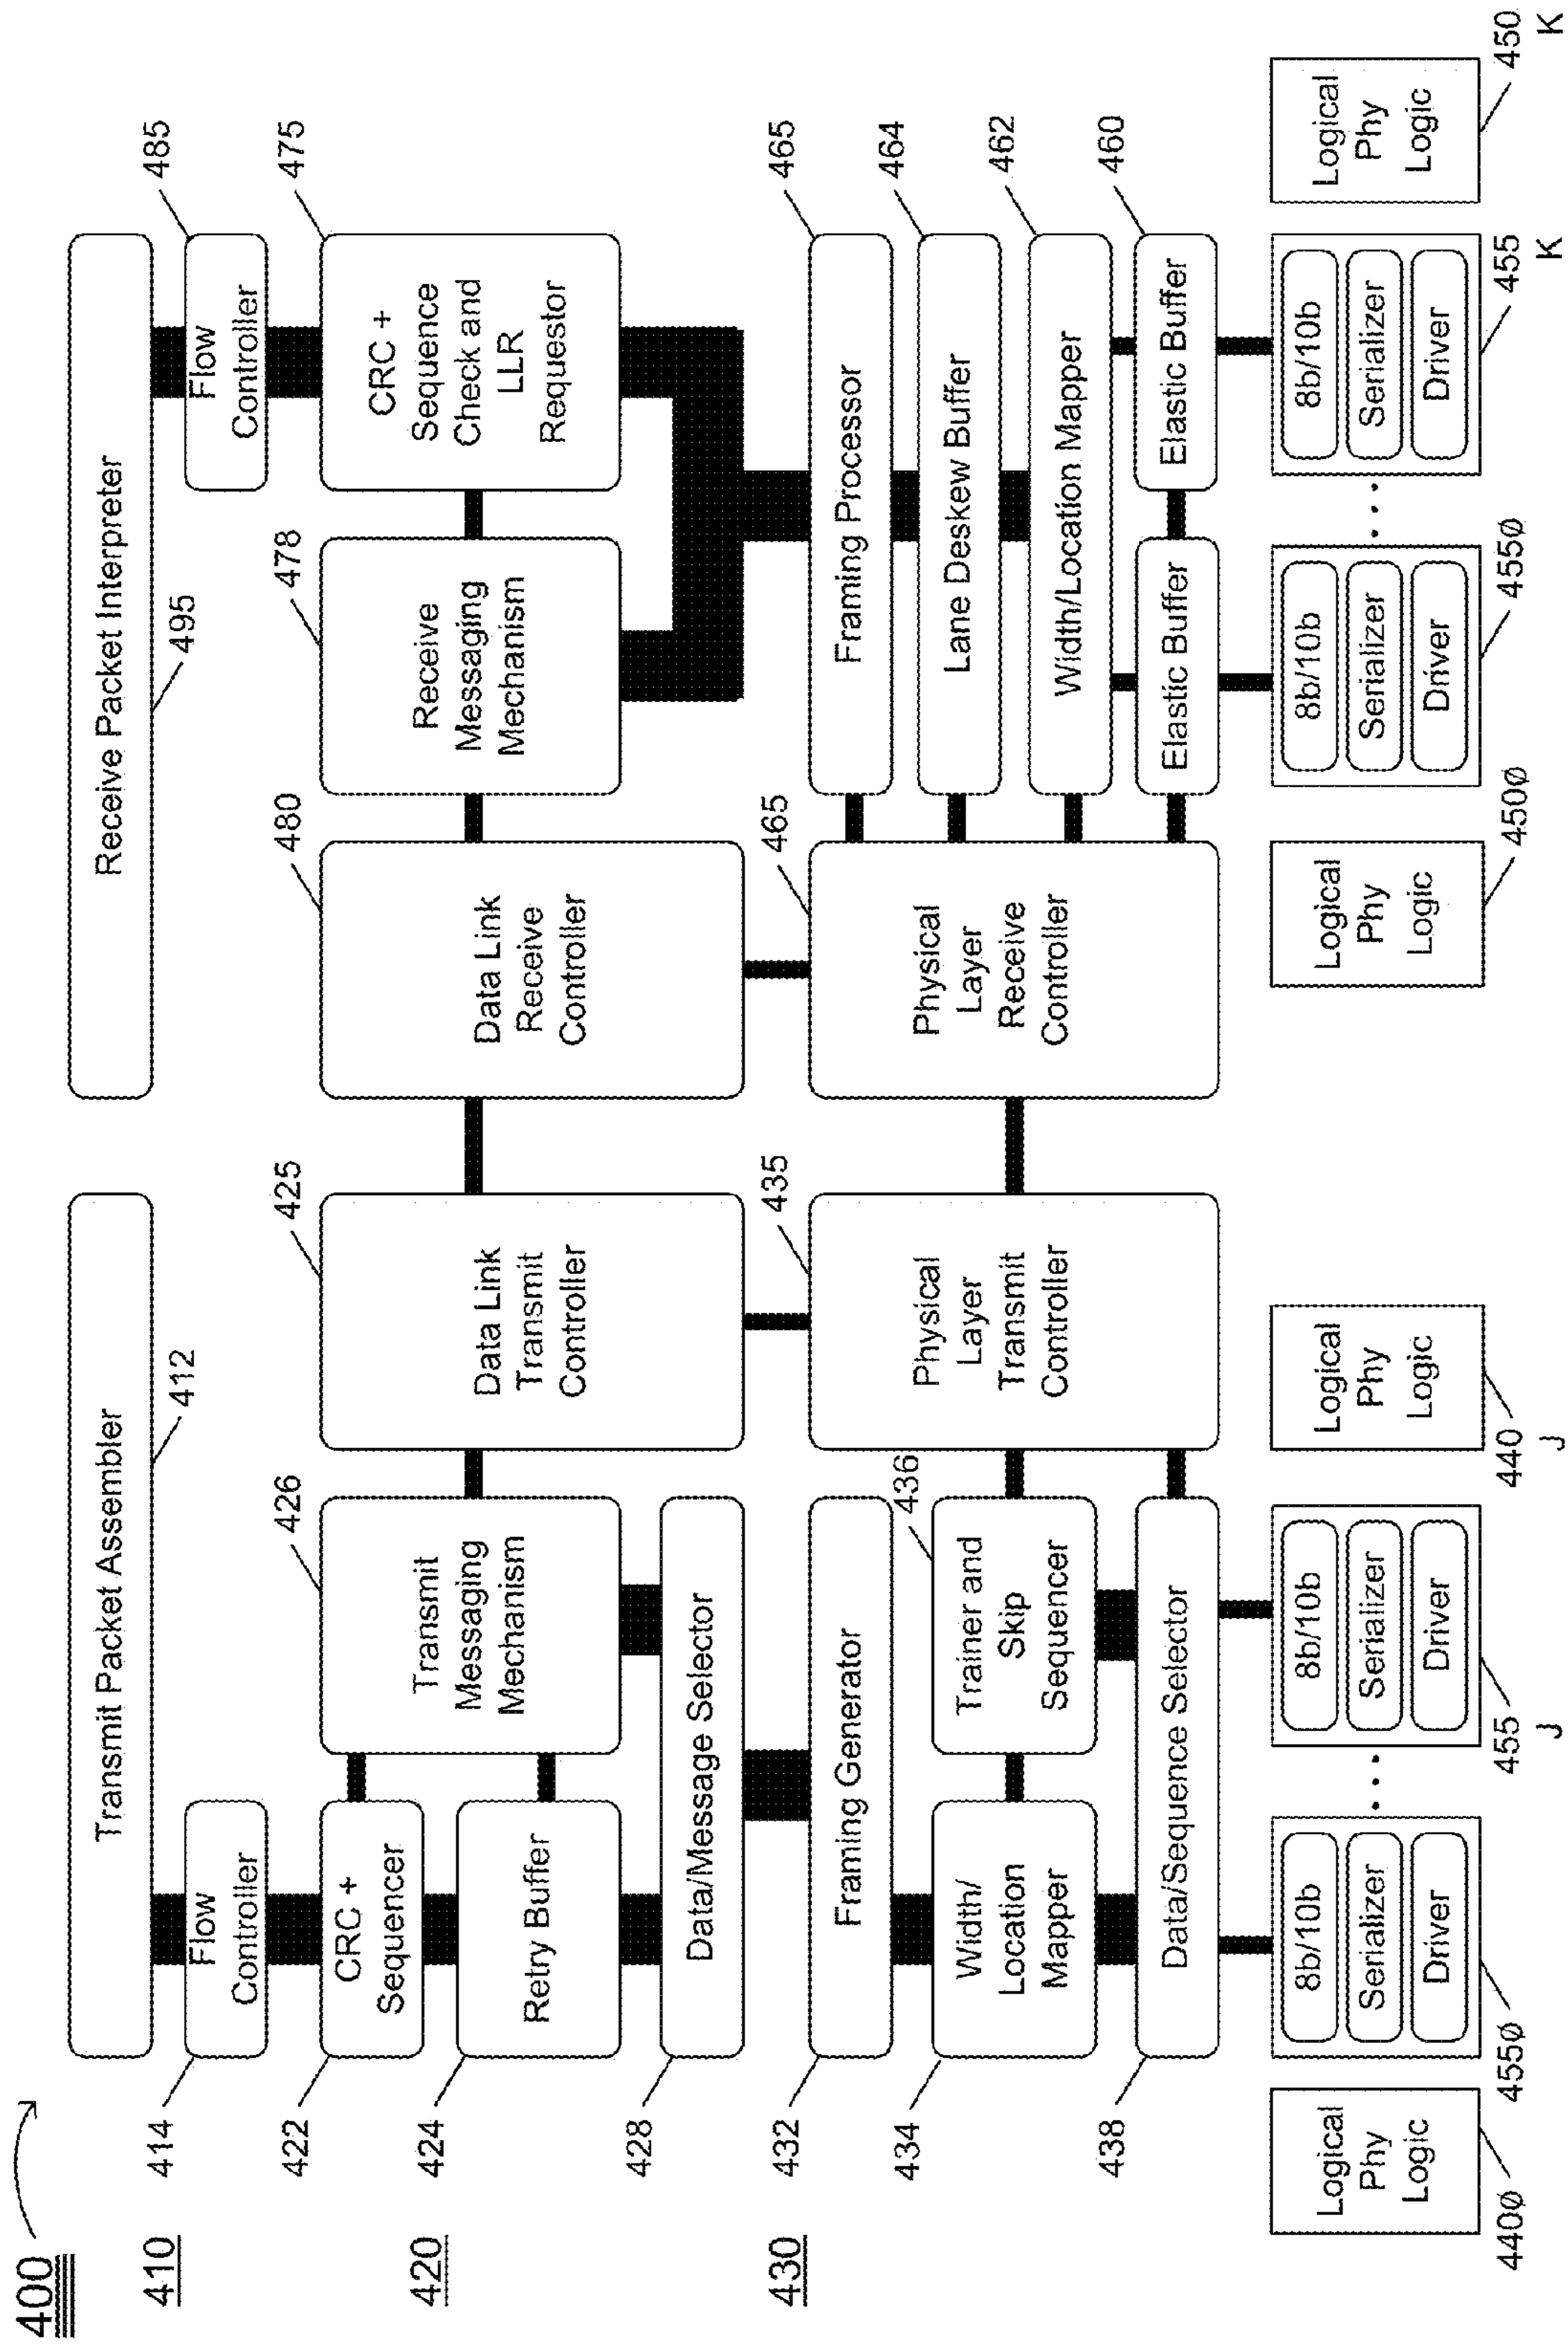 400
410
420
430
Transmit Packet Assembler
412
Receive Packet Interpreter
495
414
Flow
Controller
485
Flow
Controller
422
CRC +
Sequencer
424
Retry Buffer
426
Transmit
Messaging
Mechanism
428
Data/Message Selector
425
Data Link
Transmit
Controller
480
Data Link
Receive
Controller
478
Receive
Messaging
Mechanism
475
CRC +
Sequence
Check and
LLR
Requestor
432
Framing Generator
434
Width/
Location
Mapper
436
Trainer and
Skip
Sequencer
438
Data/Sequence Selector
435
Physical
Layer
Transmit
Controller
465
Physical
Layer
Receive
Controller
465
Framing Processor
464
Lane Deskew Buffer
462
Width/Location Mapper
460
Elastic Buffer
Elastic Buffer
Logical
Phy
Logic
440∅
8b/10b
Serializer
Driver
455∅
...
8b/10b
Serializer
Driver
455
J
Logical
Phy
Logic
440
J
Logical
Phy
Logic
450∅
8b/10b
Serializer
Driver
455∅
...
8b/10b
Serializer
Driver
455
K
Logical
Phy
Logic
450
K